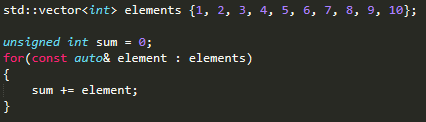 std::vector<int> elements {1, 2, 3, 4, 5, 6, 7, 8, 9, 10};
unsigned int sum = 0;
for(const auto& element : elements)
{
    sum += element;
}